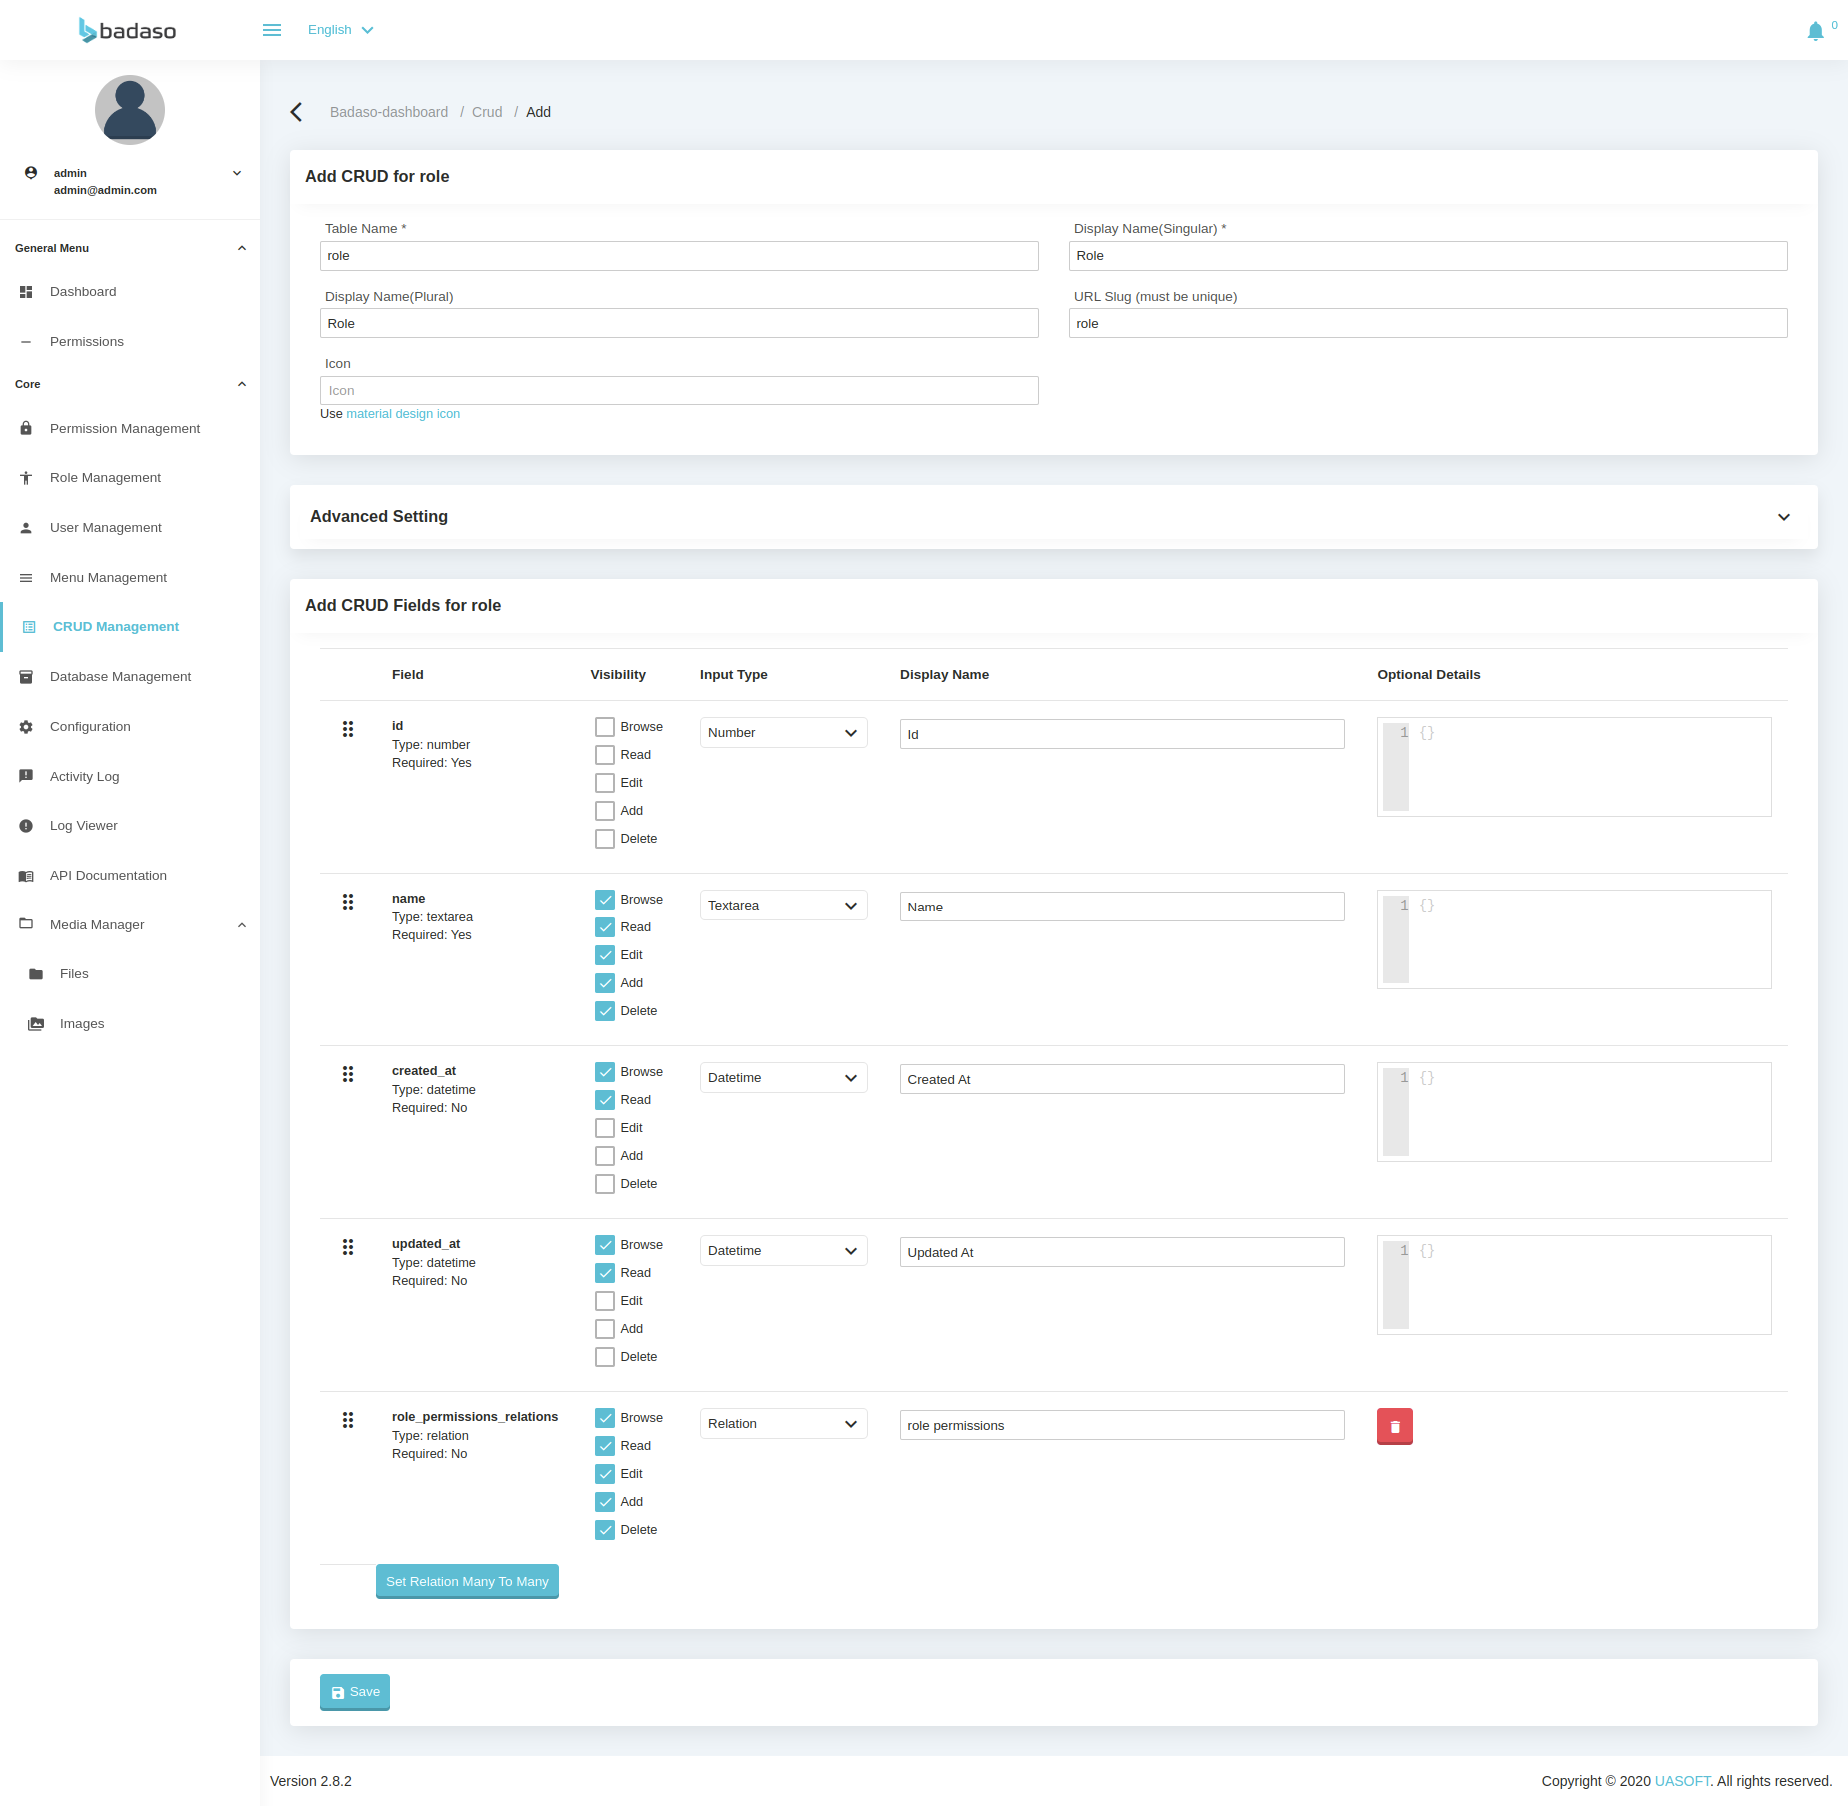 badaso
English
0
admin
admin@admin.com
General Menu
Dashboard
Permissions
Core
Permission Management
Role Management
User Management
Menu Management
CRUD Management
Database Management
Configuration
Activity Log
Log Viewer
API Documentation
Media Manager
Files
Images
Badaso-dashboard / Crud / Add
Add CRUD for role
Table Name * Display Name(Singular) *
role Role
Display Name(Plural) URL Slug (must be unique)
Role role
Icon
Icon
Use material design icon
Advanced Setting
Add CRUD Fields for role
Field Visibility Input Type Display Name Optional Details
id Browse Number Id 1 {}
Type: number Read
Required: Yes Edit
Add
Delete
name Browse Textarea Name 1 {}
Type: textarea Read
Required: Yes Edit
Add
Delete
created_at Browse Datetime Created At 1 {}
Type: datetime Read
Required: No Edit
Add
Delete
updated_at Browse Datetime Updated At 1 {}
Type: datetime Read
Required: No Edit
Add
Delete
role_permissions_relations Browse Relation role permissions
Type: relation Read
Required: No Edit
Add
Delete
Set Relation Many To Many
Save
Version 2.8.2 Copyright © 2020 UASOFT. All rights reserved.